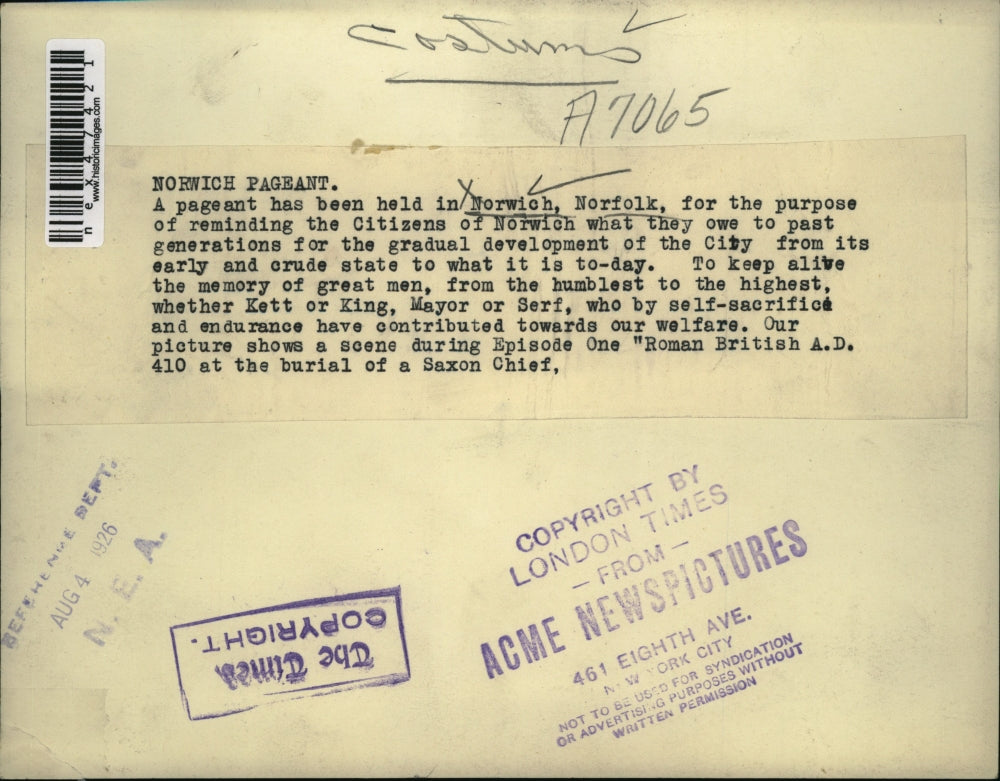 Costums
A7065
nex47421
www.historicimages.com
NORWICH PAGEANT.
A pageant has been held in Norwich, Norfolk, for the purpose
of reminding the Citizens of Norwich what they owe to past
generations for the gradual development of the City from its
early and crude state to what it is to-day. To keep alive
the memory of great men, from the humblest to the highest,
whether Kett or King, Mayor or Serf, who by self-sacrifice
and endurance have contributed towards our welfare. Our
picture shows a scene during Episode One "Roman British A.D.
410 at the burial of a Saxon Chief,
REFERENCE DEPT.
AUG 4 1926
N. E. A.
The Times,
COPYRIGHT.
COPYRIGHT BY
LONDON TIMES
— FROM —
ACME NEWSPICTURES
461 EIGHTH AVE.
NEW YORK CITY
NOT TO BE USED FOR SYNDICATION
OR ADVERTISING PURPOSES WITHOUT
WRITTEN PERMISSION